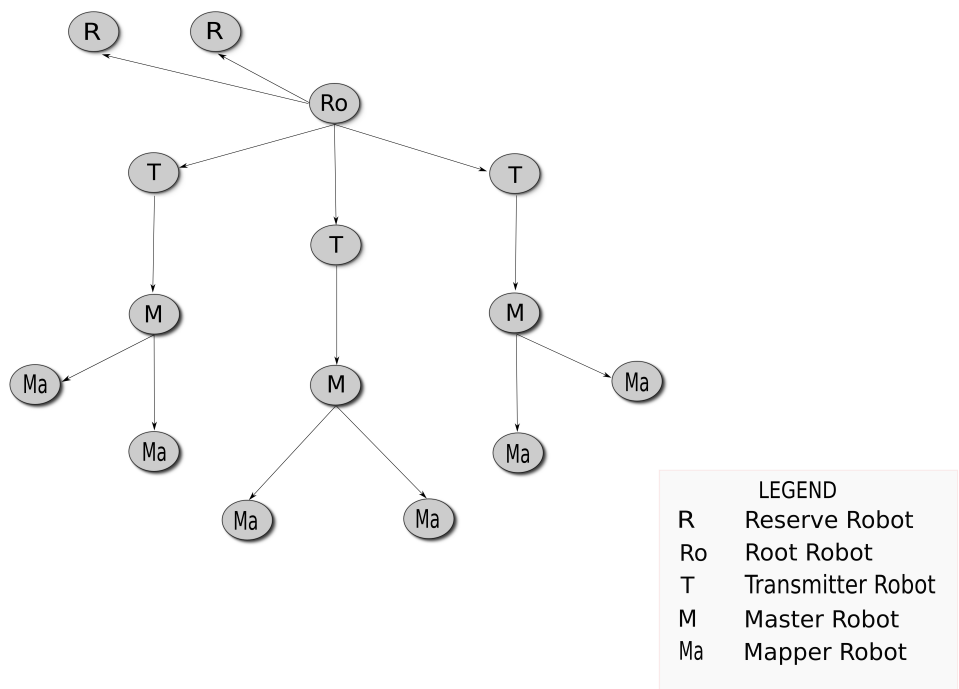 R R
Ro
T T
T
M M
Ma M Ma
Ma Ma
Ma Ma
LEGEND
R Reserve Robot
Ro Root Robot
T Transmitter Robot
M Master Robot
Ma Mapper Robot